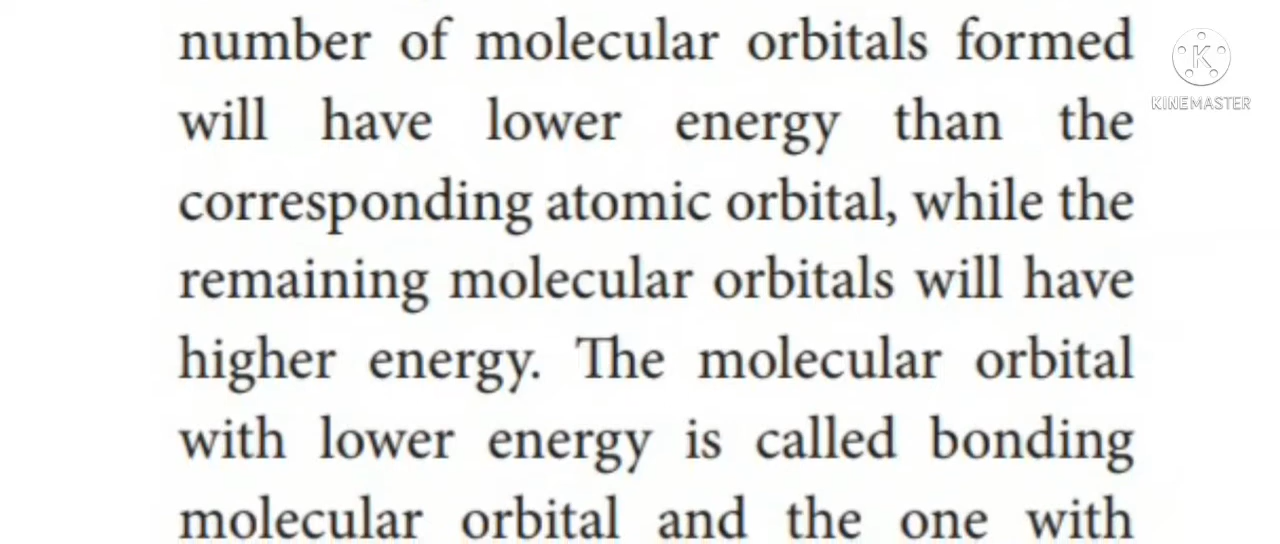 number of molecular orbitals formed
will have lower energy than the
corresponding atomic orbital, while the
remaining molecular orbitals will have
higher energy. The molecular orbital
with lower energy is called bonding
molecular orbital and the one with
K
KINEMASTER